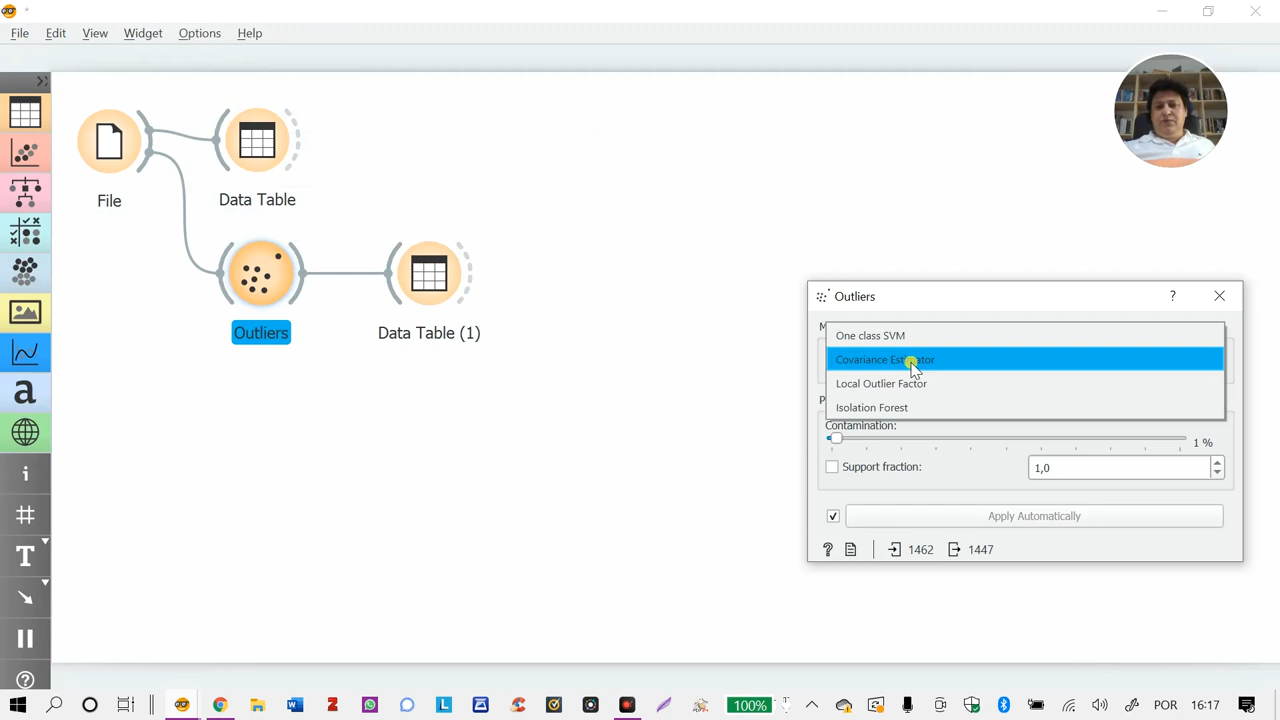 File Edit View Widget Options Help
File
Data Table
Outliers
Data Table (1)
Outliers
?
M
One class SVM
Covariance Estimator
Local Outlier Factor
Isolation Forest
P
Contamination:
1 %
Support fraction:
1,0
Apply Automatically
? 1462 1447
a
i
#
T
?
W Z L
100% POR 16:17